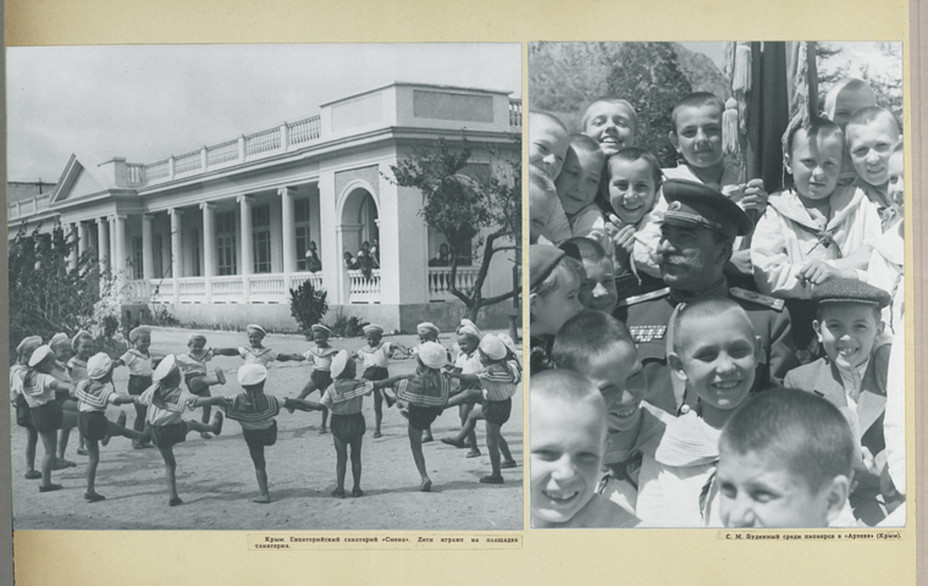 Крым. Евпаторийский санаторий «Смена». Дети играют на площадке
санатория.
С. М. Буденный среди пионеров в «Артеке» (Крым).